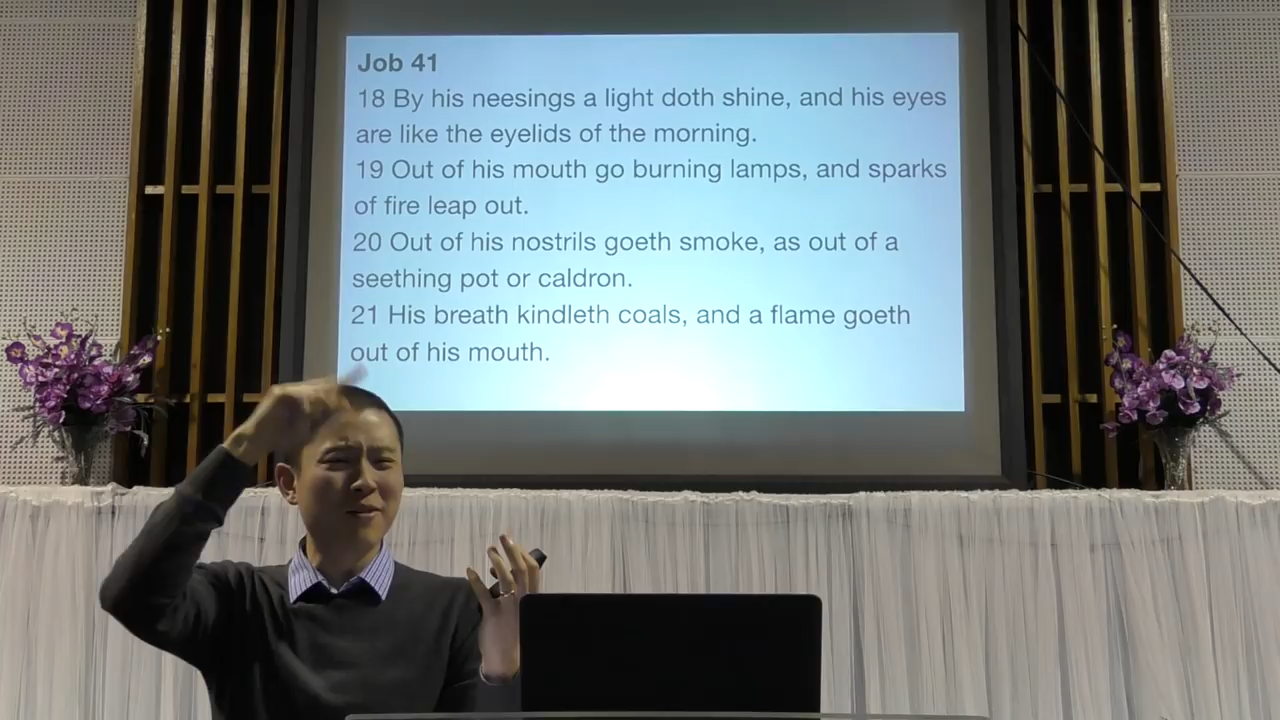 Job 41
18 By his neesings a light doth shine, and his eyes
are like the eyelids of the morning.
19 Out of his mouth go burning lamps, and sparks
of fire leap out.
20 Out of his nostrils goeth smoke, as out of a
seething pot or caldron.
21 His breath kindleth coals, and a flame goeth
out of his mouth.